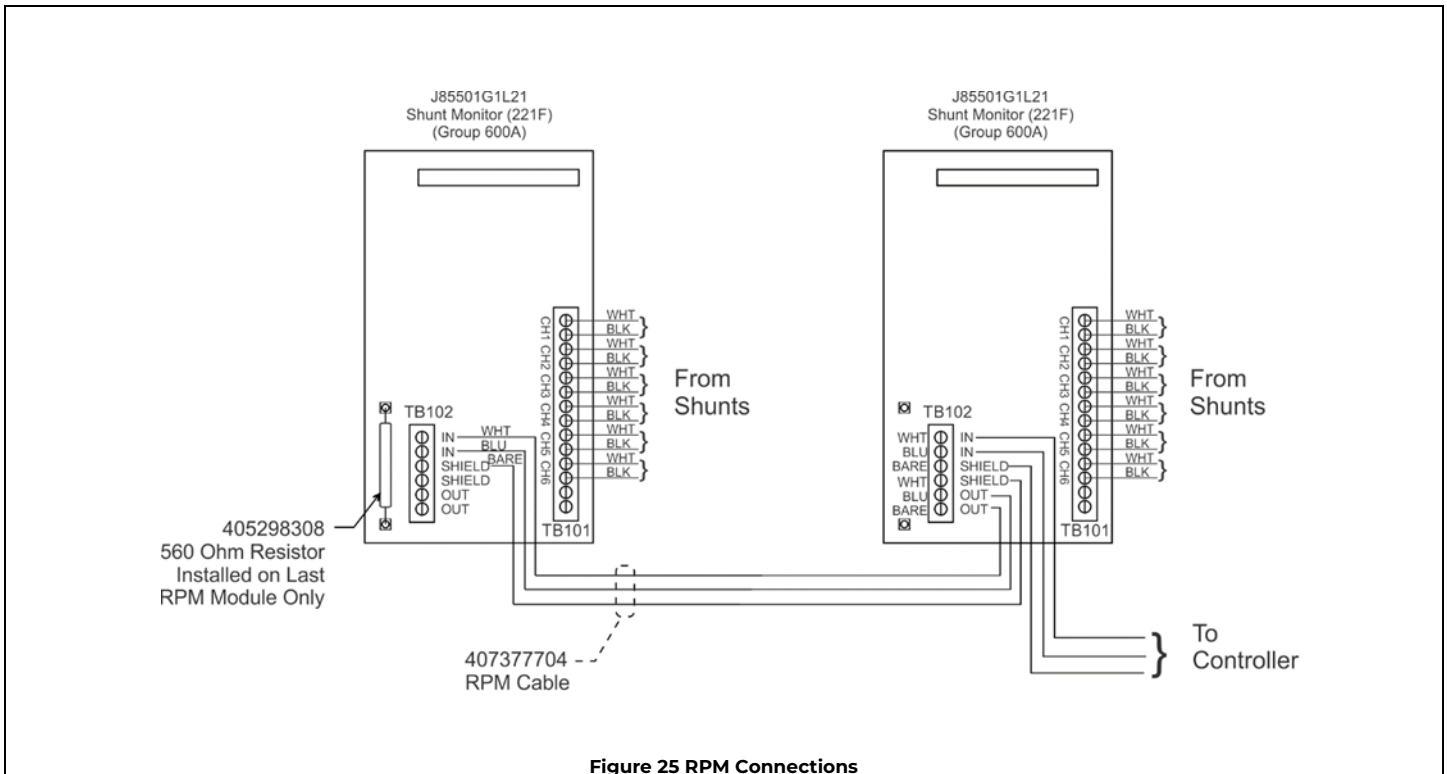 J85501G1L21
Shunt Monitor (221F)
(Group 600A)
J85501G1L21
Shunt Monitor (221F)
(Group 600A)
CH1 CH2 CH3 CH4 CH5 CH6
WHT
BLK
WHT
BLK
WHT
BLK
WHT
BLK
WHT
BLK
WHT
BLK
From
Shunts
TB101
TB102
IN WHT
IN BLU
SHIELD BARE
SHIELD
OUT
OUT
405298308
560 Ohm Resistor
Installed on Last
RPM Module Only
407377704
RPM Cable
CH1 CH2 CH3 CH4 CH5 CH6
WHT
BLK
WHT
BLK
WHT
BLK
WHT
BLK
WHT
BLK
WHT
BLK
From
Shunts
TB101
TB102
WHT IN
BLU IN
BARE SHIELD
WHT SHIELD
BLU OUT
BARE OUT
To
Controller
Figure 25 RPM Connections